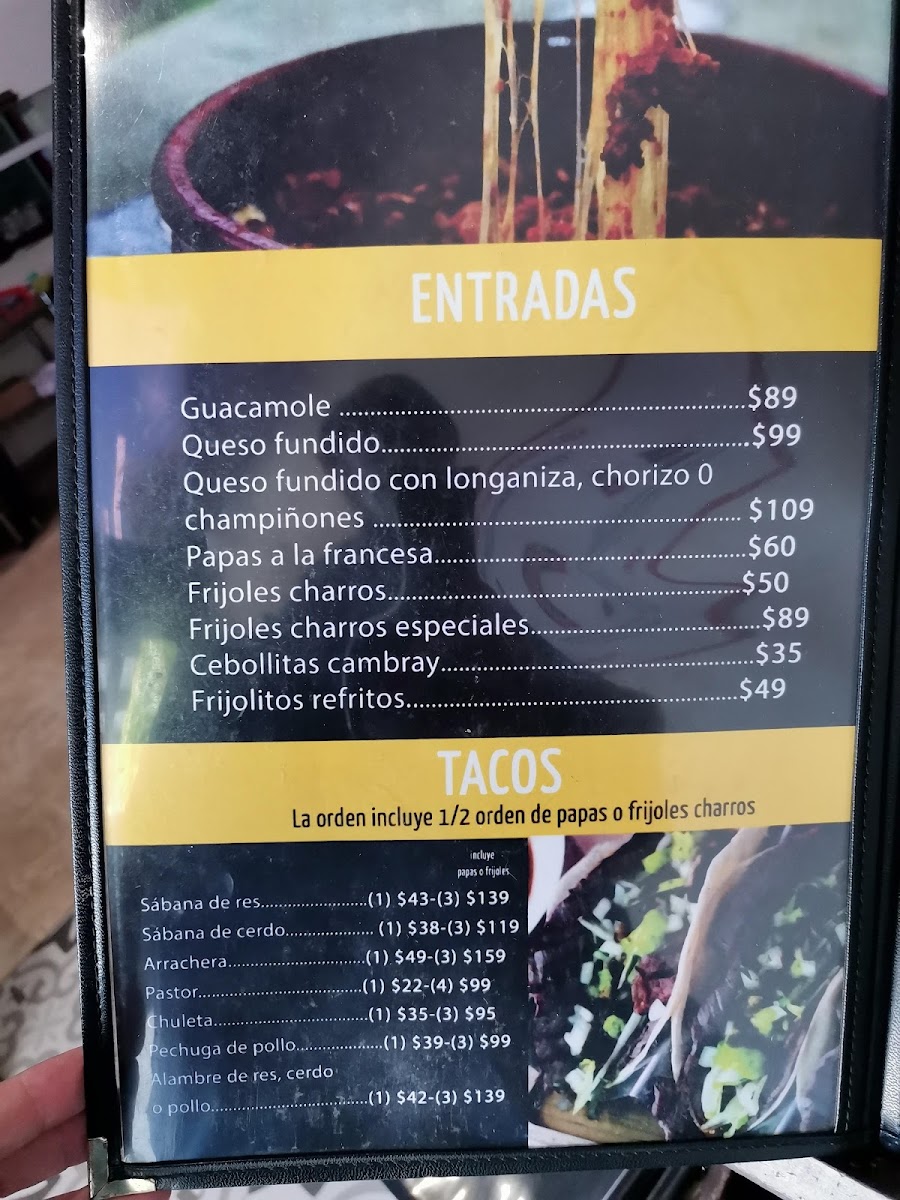 ENTRADAS
Guacamole ..........................................................$89
Queso fundido.....................................................$99
Queso fundido con longaniza, chorizo 0
champiñones ..................................................... $109
Papas a la francesa.............................................$60
Frijoles charros...................................................$50
Frijoles charros especiales.................................$89
Cebollitas cambray.............................................$35
Frijolitos refritos................................................$49
TACOS
La orden incluye 1/2 orden de papas o frijoles charros
incluye
papas o frijoles
Sábana de res.......................(1) $43-(3) $139
Sábana de cerdo................... (1) $38-(3) $119
Arrachera.............................(1) $49-(3) $159
Pastor..................................(1) $22-(4) $99
Chuleta.................................(1) $35-(3) $95
Pechuga de pollo...................(1) $39-(3) $99
Alambre de res, cerdo
o pollo..................................(1) $42-(3) $139